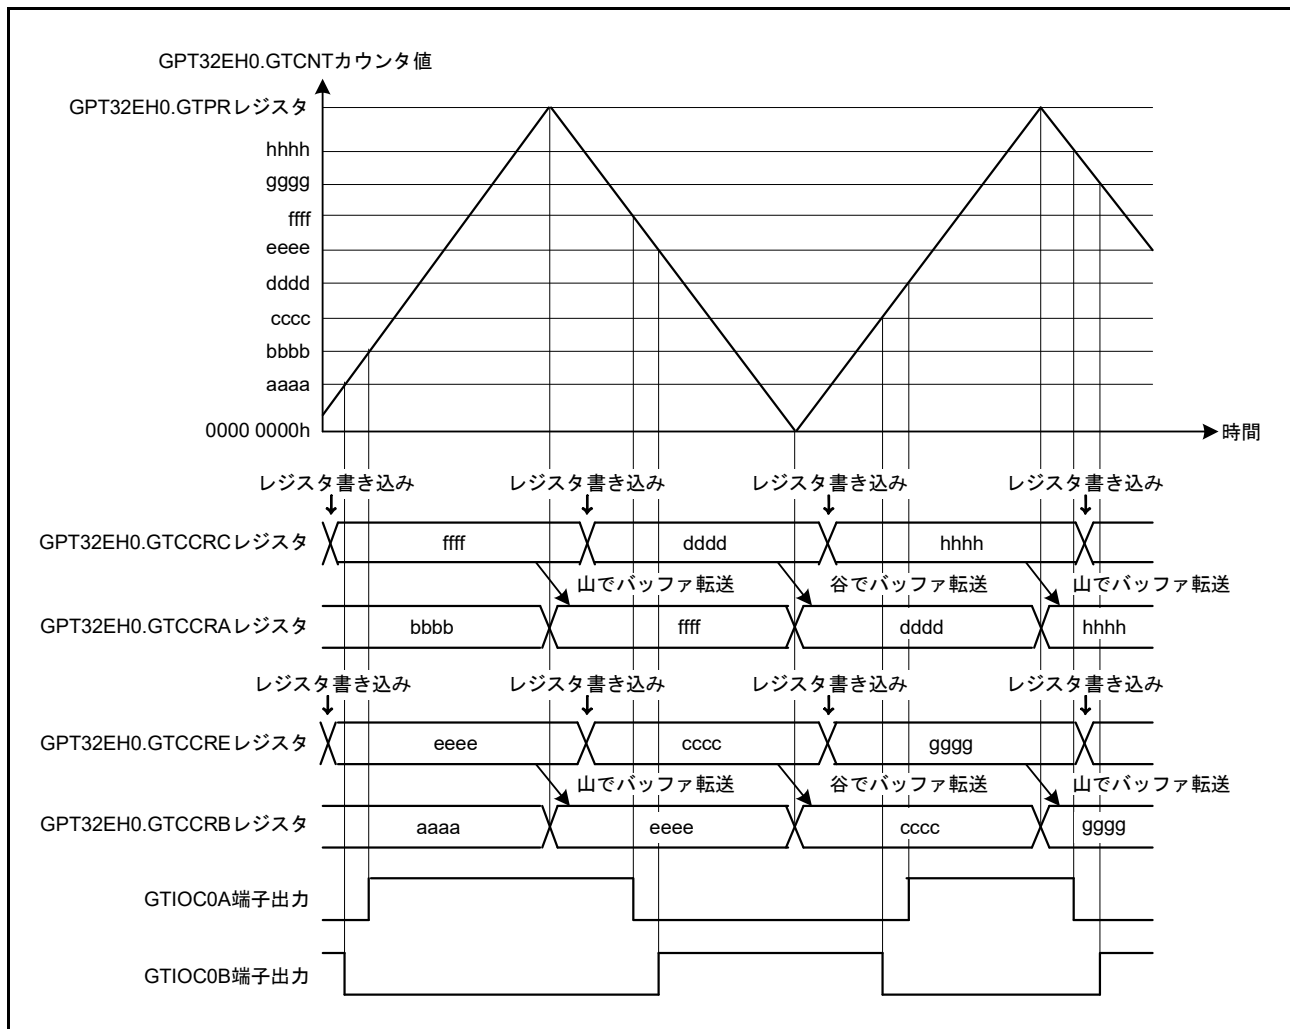 GPT32EH0.GTCNTカウンタ値
GPT32EH0.GTPRレジスタ
hhhh
gggg
ffff
eeee
dddd
cccc
bbbb
aaaa
0000 0000h
時間
レジスタ書き込み レジスタ書き込み レジスタ書き込み レジスタ書き込み
GPT32EH0.GTCCRCレジスタ ffff dddd hhhh
山でバッファ転送 谷でバッファ転送 山でバッファ転送
GPT32EH0.GTCCRAレジスタ bbbb ffff dddd hhhh
レジスタ書き込み レジスタ書き込み レジスタ書き込み レジスタ書き込み
GPT32EH0.GTCCREレジスタ eeee cccc gggg
山でバッファ転送 谷でバッファ転送 山でバッファ転送
GPT32EH0.GTCCRBレジスタ aaaa eeee cccc gggg
GTIOC0A端子出力
GTIOC0B端子出力